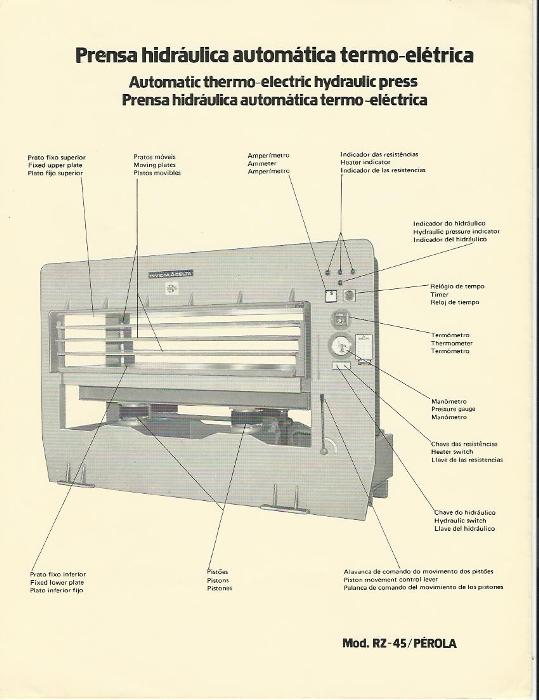 Prensa hidráulica automática termo-elétrica
Automatic thermo-electric hydraulic press
Prensa hidráulica automática termo-eléctrica
Prato fixo superior
Fixed upper plate
Plato fijo superior
Pratos móveis
Moving plates
Platos movibles
Amperímetro
Ammeter
Amperímetro
Indicador das resistências
Heater indicator
Indicador de las resistencias
Indicador do hidráulico
Hydraulic pressure indicator
Indicador del hidráulico
Relógio de tempo
Timer
Reloj de tiempo
Termômetro
Thermometer
Termómetro
Manômetro
Pressure gauge
Manómetro
Chave das resistências
Heater switch
Llave de las resistencias
Chave do hidráulico
Hydraulic switch
Llave del hidráulico
Prato fixo inferior
Fixed lower plate
Plato inferior fijo
Pistões
Pistons
Pistones
Alavanca de comando do movimento dos pistões
Piston movement control lever
Palanca de comando del movimiento de los pistones
Mod. RZ-45/PÉROLA